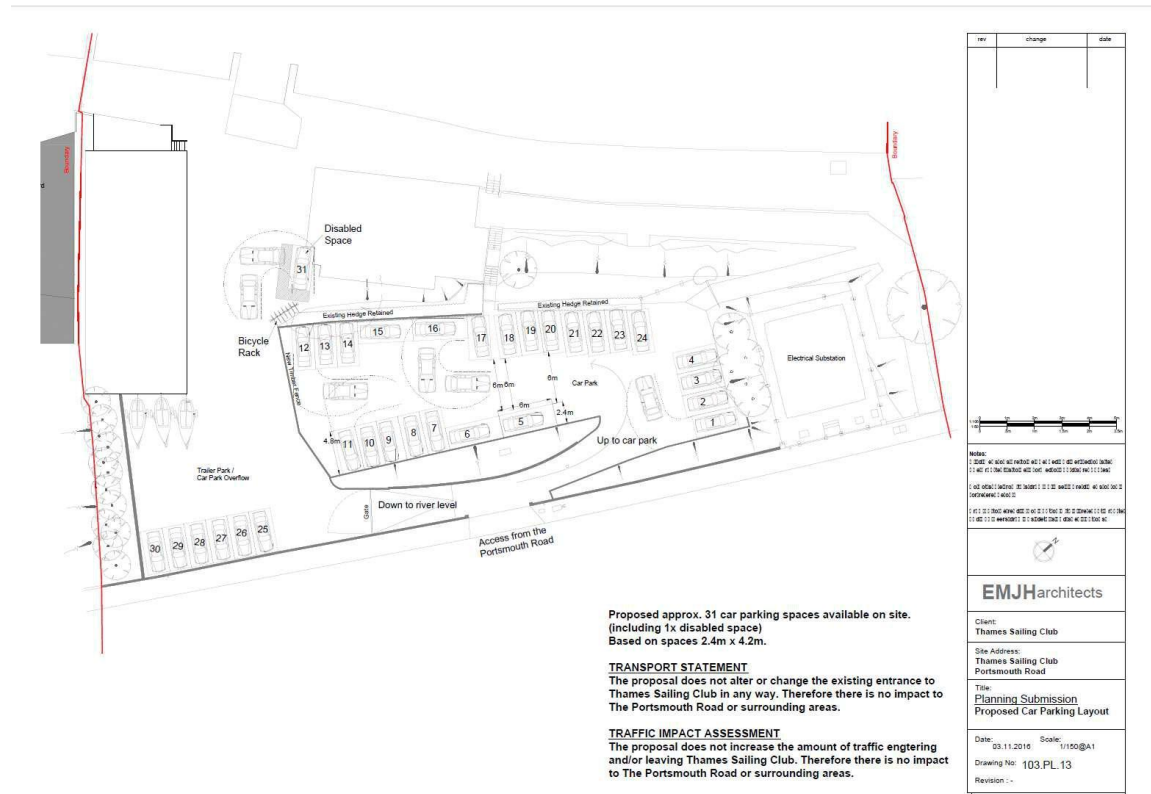 rev change date
Boundary
Boundary
d
Disabled
Space
31
Existing Hedge Retained
Existing Hedge Retained
Bicycle
Rack
New Timber Fence
12 13 14 15 16 17 18 19 20 21 22 23 24
4
3
2
1
Electrical Substation
Car Park
6m 6m 6m
6m
2.4m
4.8m
11 10 9 8 7 6 5
Up to car park
Trailer Park /
Car Park Overflow
Gate
Down to river level
Access from the
Portsmouth Road
30 29 28 27 26 25
Proposed approx. 31 car parking spaces available on site.
(including 1x disabled space)
Based on spaces 2.4m x 4.2m.
TRANSPORT STATEMENT
The proposal does not alter or change the existing entrance to
Thames Sailing Club in any way. Therefore there is no impact to
The Portsmouth Road or surrounding areas.
TRAFFIC IMPACT ASSESSMENT
The proposal does not increase the amount of traffic engtering
and/or leaving Thames Sailing Club. Therefore there is no impact
to The Portsmouth Road or surrounding areas.
Notes:
N
EMJHarchitects
Client:
Thames Sailing Club
Site Address:
Thames Sailing Club
Portsmouth Road
Title:
Planning Submission
Proposed Car Parking Layout
Date: Scale:
03.11.2016 1/150@A1
Drawing No: 103.PL.13
Revision : -